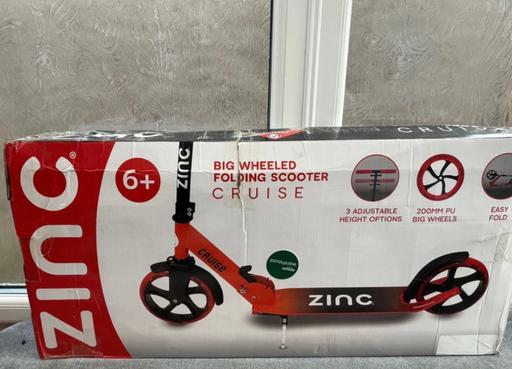 CRUISE
zinc®
6+
BIG WHEELED
FOLDING SCOOTER
CRUISE
3 ADJUSTABLE
HEIGHT OPTIONS
200MM PU
BIG WHEELS
EASY
FOLD
zinc
CRUISE
zinc